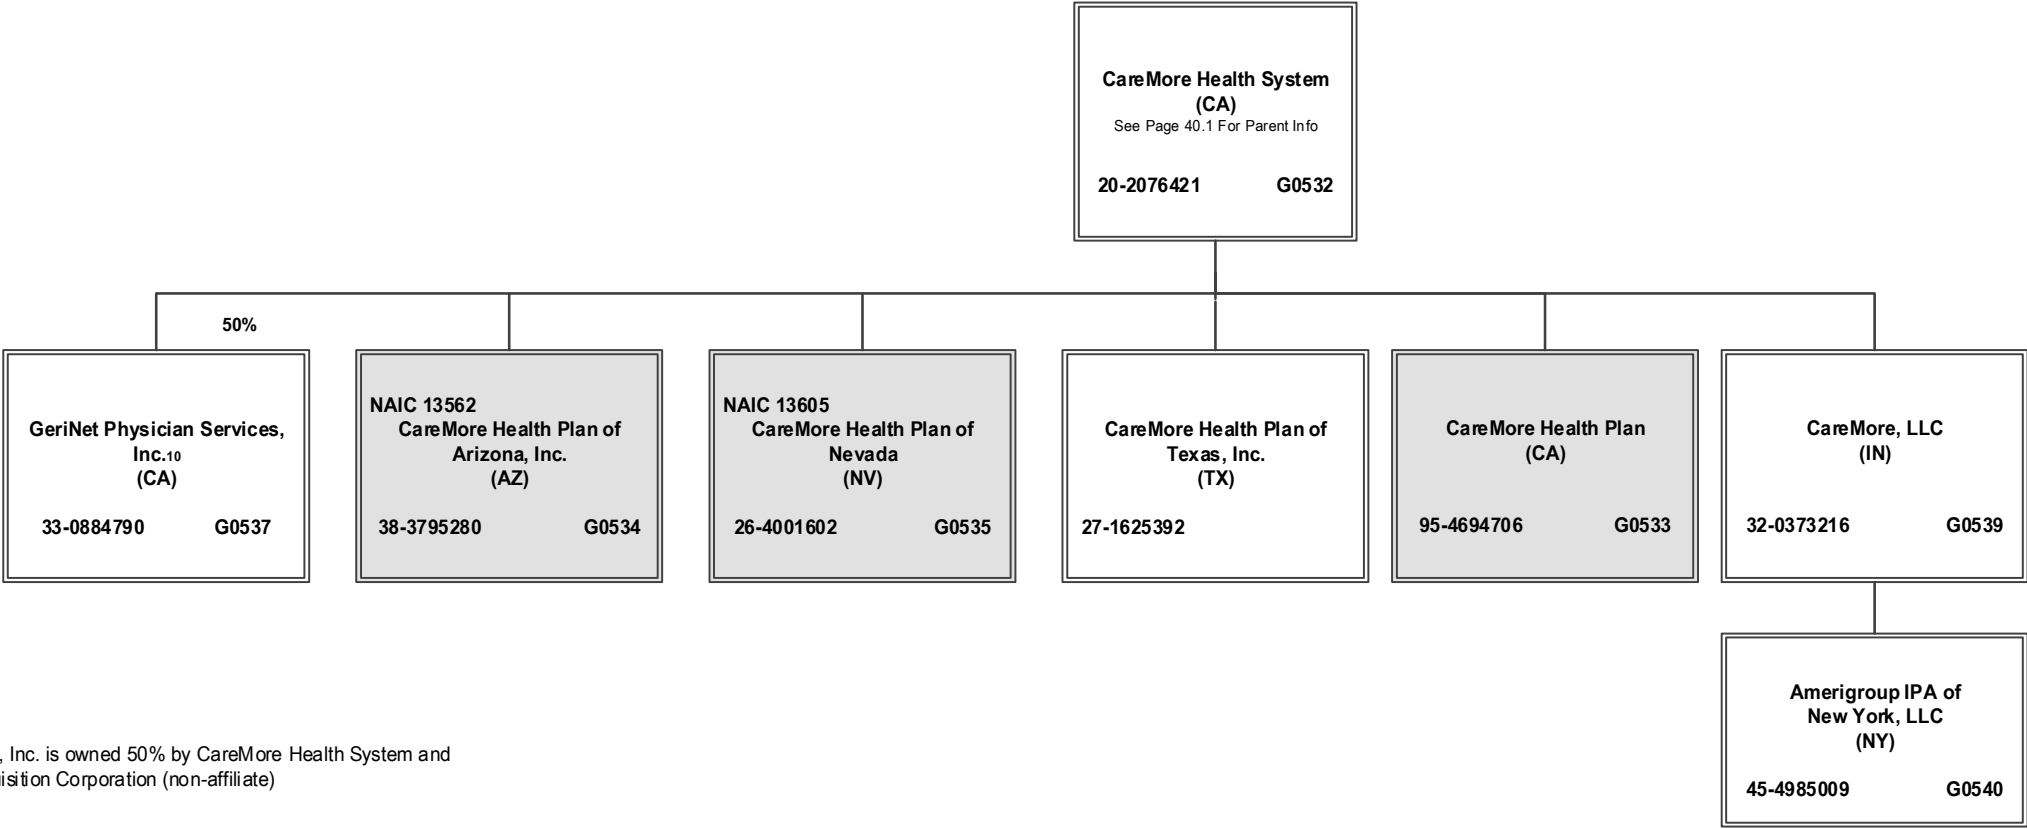 CareMore Health System
(CA)
See Page 40.1 For Parent Info
20-2076421 G0532
50%
GeriNet Physician Services,
Inc.10
(CA)
33-0884790 G0537
NAIC 13562
CareMore Health Plan of
Arizona, Inc.
(AZ)
38-3795280 G0534
NAIC 13605
CareMore Health Plan of
Nevada
(NV)
26-4001602 G0535
CareMore Health Plan of
Texas, Inc.
(TX)
27-1625392
CareMore Health Plan
(CA)
95-4694706 G0533
CareMore, LLC
(IN)
32-0373216 G0539
Amerigroup IPA of
New York, LLC
(NY)
45-4985009 G0540
, Inc. is owned 50% by CareMore Health System and
isition Corporation (non-affiliate)